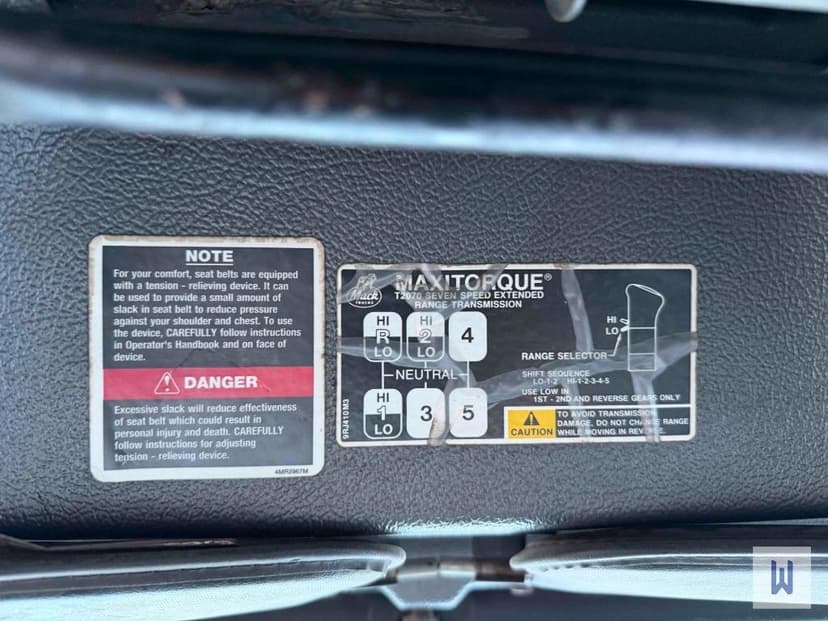 NOTE
For your comfort, seat belts are equipped
with a tension - relieving device. It can
be used to provide a small amount of
slack in seat belt to reduce pressure
against your shoulder and chest. To use
the device, CAREFULLY follow instructions
in Operator's Handbook and on face of
device.
DANGER
Excessive slack will reduce effectiveness
of seat belt which could result in
personal injury and death. CAREFULLY
follow instructions for adjusting
tension - relieving device.
4MR2967M
Mack
TRUCKS
MAXITORQUE®
T2070 SEVEN SPEED EXTENDED
RANGE TRANSMISSION
HI HI
R 2 4
LO LO
NEUTRAL
HI
1 3 5
LO
9RJ410M3
HI
LO
RANGE SELECTOR
SHIFT SEQUENCE
LO-1-2 HI-1-2-3-4-5
USE LOW IN
1ST - 2ND AND REVERSE GEARS ONLY
CAUTION
TO AVOID TRANSMISSION
DAMAGE, DO NOT CHANGE RANGE
WHILE MOVING IN REVERSE.
W